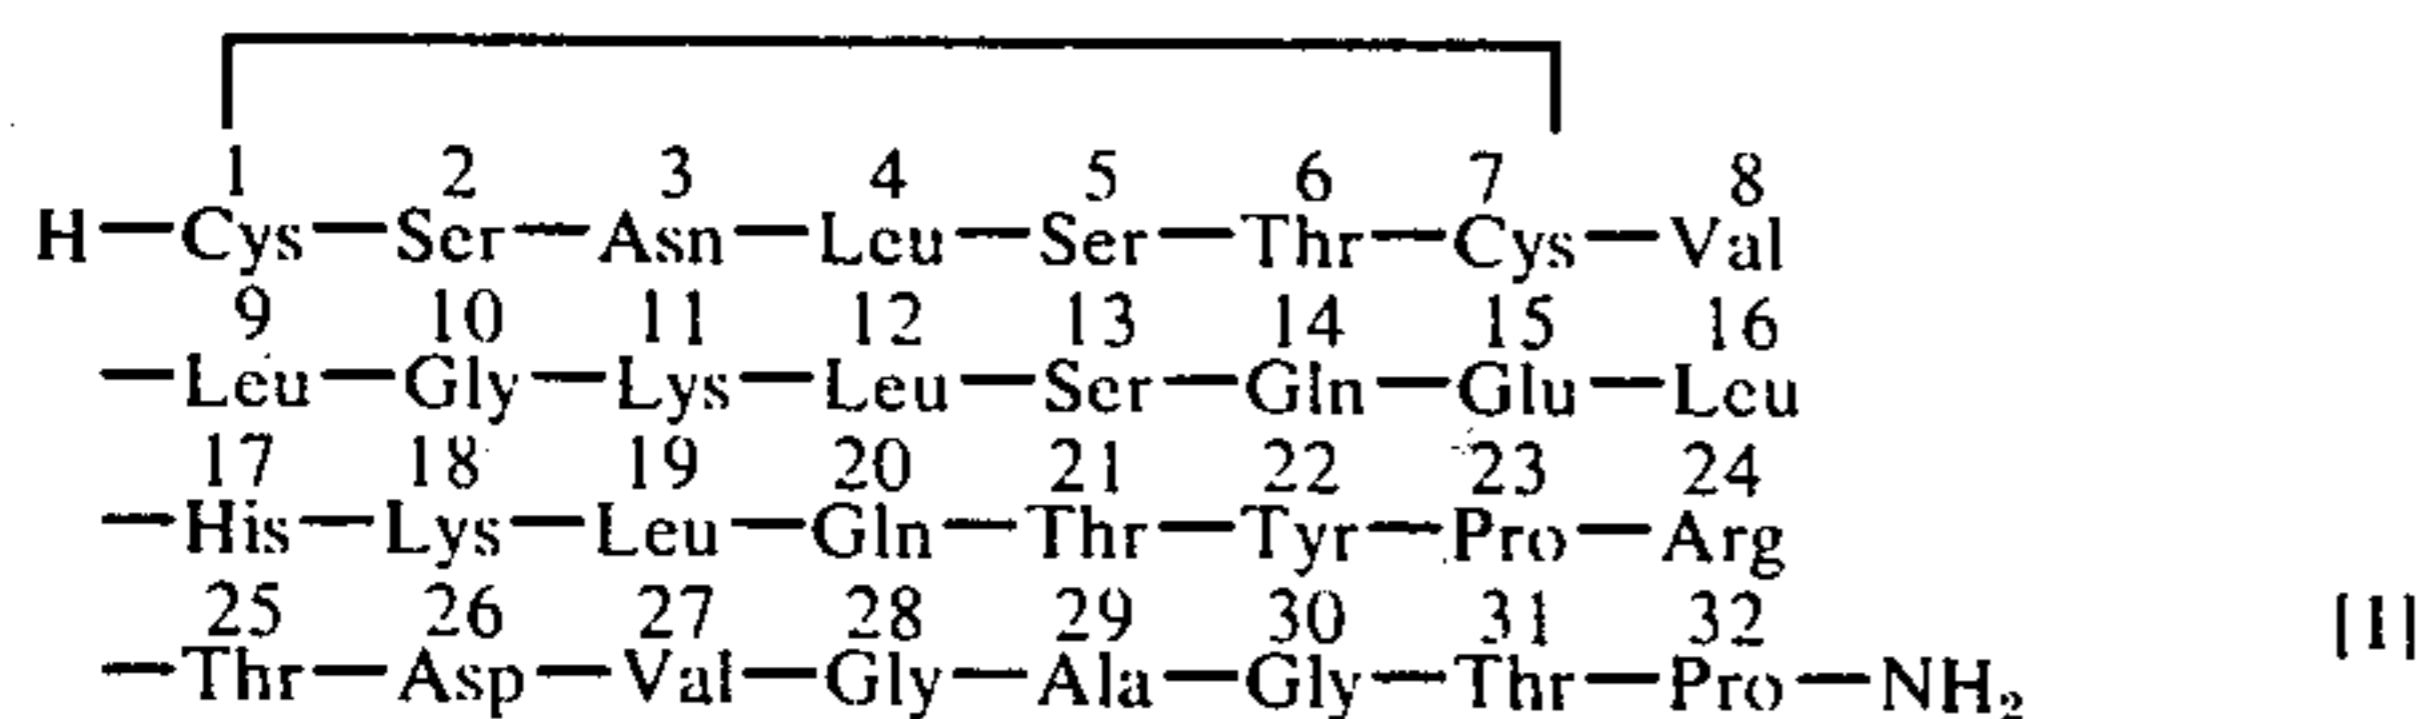 1 2 3 4 5 6 7 8
H—Cys—Ser—Asn—Leu—Ser—Thr—Cys—Val
9 10 11 12 13 14 15 16
—Leu—Gly—Lys—Leu—Ser—Gln—Glu—Leu
17 18 19 20 21 22 23 24
—His—Lys—Leu—Gln—Thr—Tyr—Pro—Arg
25 26 27 28 29 30 31 32
—Thr—Asp—Val—Gly—Ala—Gly—Thr—Pro—NH₂ [1]